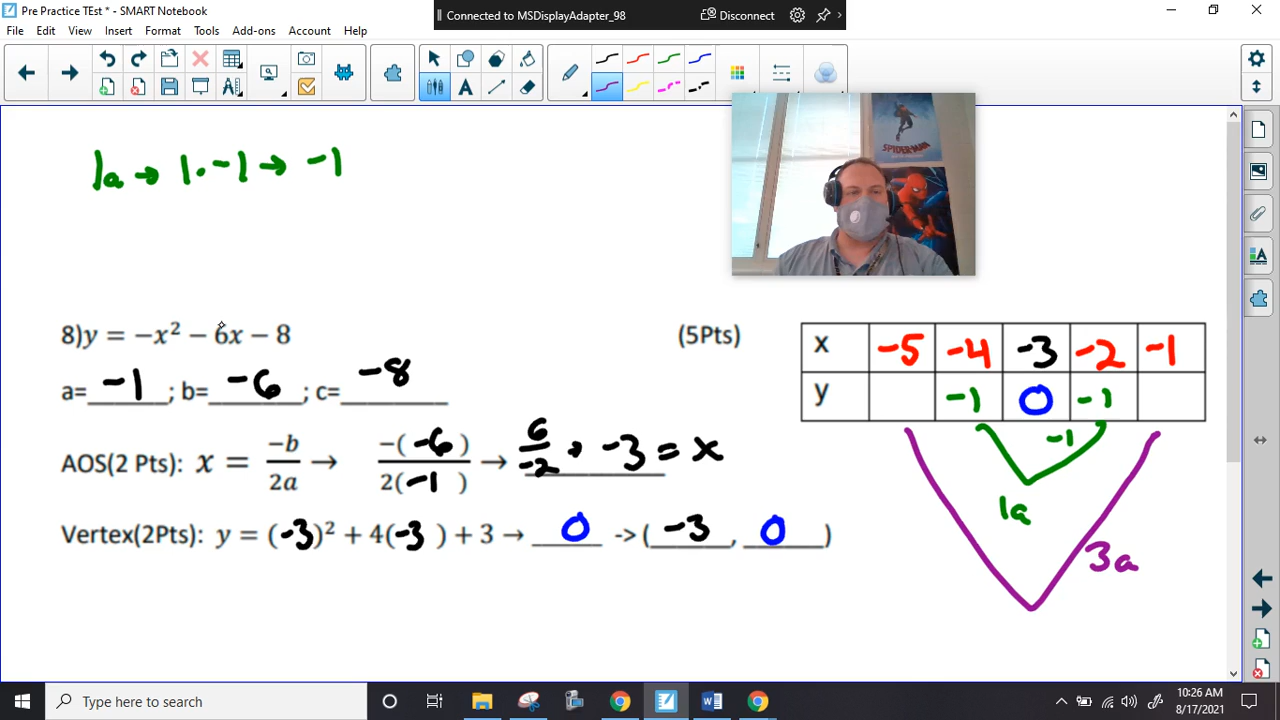 Pre Practice TEst * - SMART Notebook
Connected to MSDisplayAdapter_98
Disconnect
File Edit View Insert Format Tools Add-ons Account Help
1a → 1 · -1 → -1
SPIDER-MAN
8)y = −x² − 6x − 8
(5Pts)
a= -1 ; b= -6 ; c= -8
x -5 -4 -3 -2 -1
y -1 0 -1
-1
1a
3a
AOS(2 Pts): x = -b/2a → -(-6)/2(-1) → 6/-2 → -3 = x
Vertex(2Pts): y = (-3)² + 4(-3) + 3 → 0 -> ( -3 , 0 )
Type here to search
10:26 AM
8/17/2021